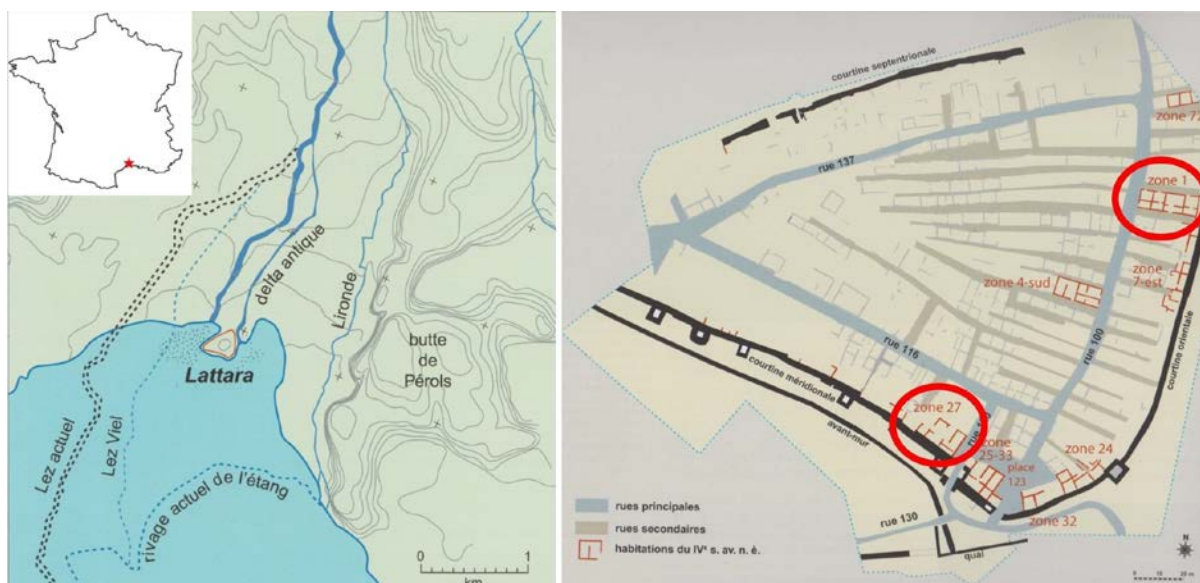 Lattara
delta antique
Lironde
butte
de
Pérols
Lez actuel
Lez Viel
rivage actuel de l'étang
0 1
km
courtine septentrionale
zone 72
rue 137
zone 1
zone
7-est
zone 4-sud
rue 100
courtine orientale
rue 116
courtine méridionale
avant-mur
zone 27
zone
25-33
place
123
zone 24
zone 32
rue 130
quai
rues principales
rues secondaires
habitations du IVe s. av. n. è.
N